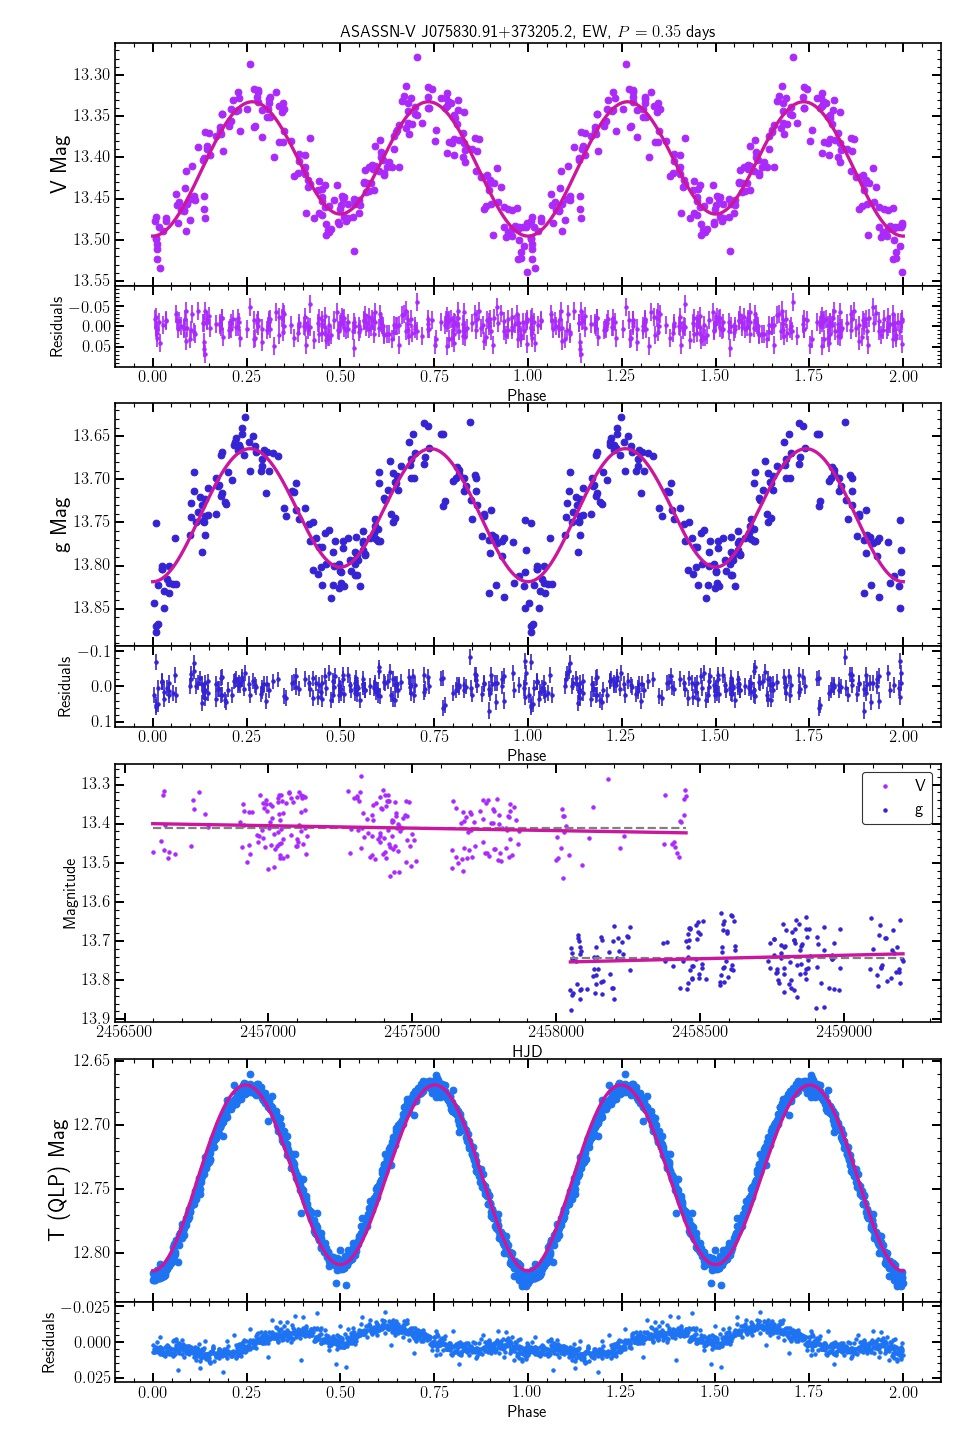 ASASSN-V J075830.91+373205.2, EW, P = 0.35 days
13.30
13.35
13.40
13.45
13.50
13.55
V Mag
−0.05
0.00
0.05
Residuals
0.00 0.25 0.50 0.75 1.00 1.25 1.50 1.75 2.00
Phase
13.65
13.70
13.75
13.80
13.85
g Mag
−0.1
0.0
0.1
Residuals
0.00 0.25 0.50 0.75 1.00 1.25 1.50 1.75 2.00
Phase
13.3
13.4
13.5
13.6
13.7
13.8
13.9
Magnitude
V
g
2456500 2457000 2457500 2458000 2458500 2459000
HJD
12.65
12.70
12.75
12.80
T (QLP) Mag
−0.025
0.000
0.025
Residuals
0.00 0.25 0.50 0.75 1.00 1.25 1.50 1.75 2.00
Phase